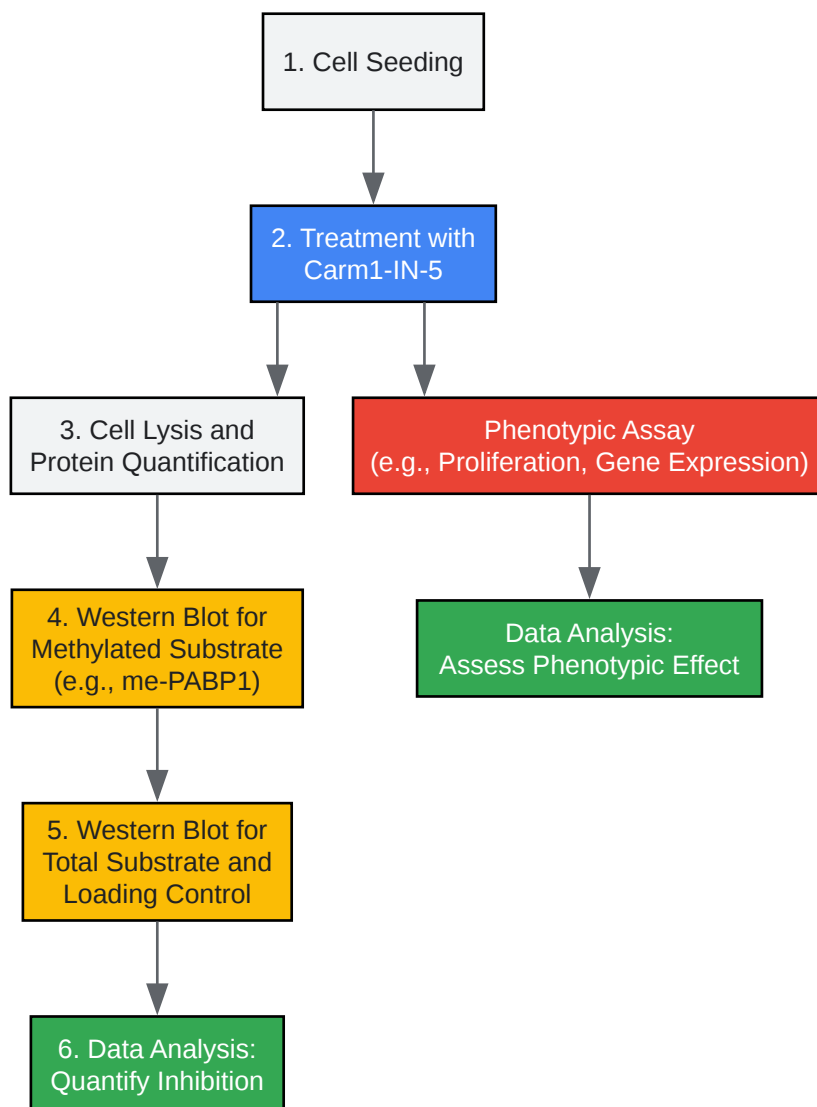 1. Cell Seeding
2. Treatment with
Carm1-IN-5
3. Cell Lysis and
Protein Quantification
Phenotypic Assay
(e.g., Proliferation, Gene Expression)
4. Western Blot for
Methylated Substrate
(e.g., me-PABP1)
Data Analysis:
Assess Phenotypic Effect
5. Western Blot for
Total Substrate and
Loading Control
6. Data Analysis:
Quantify Inhibition